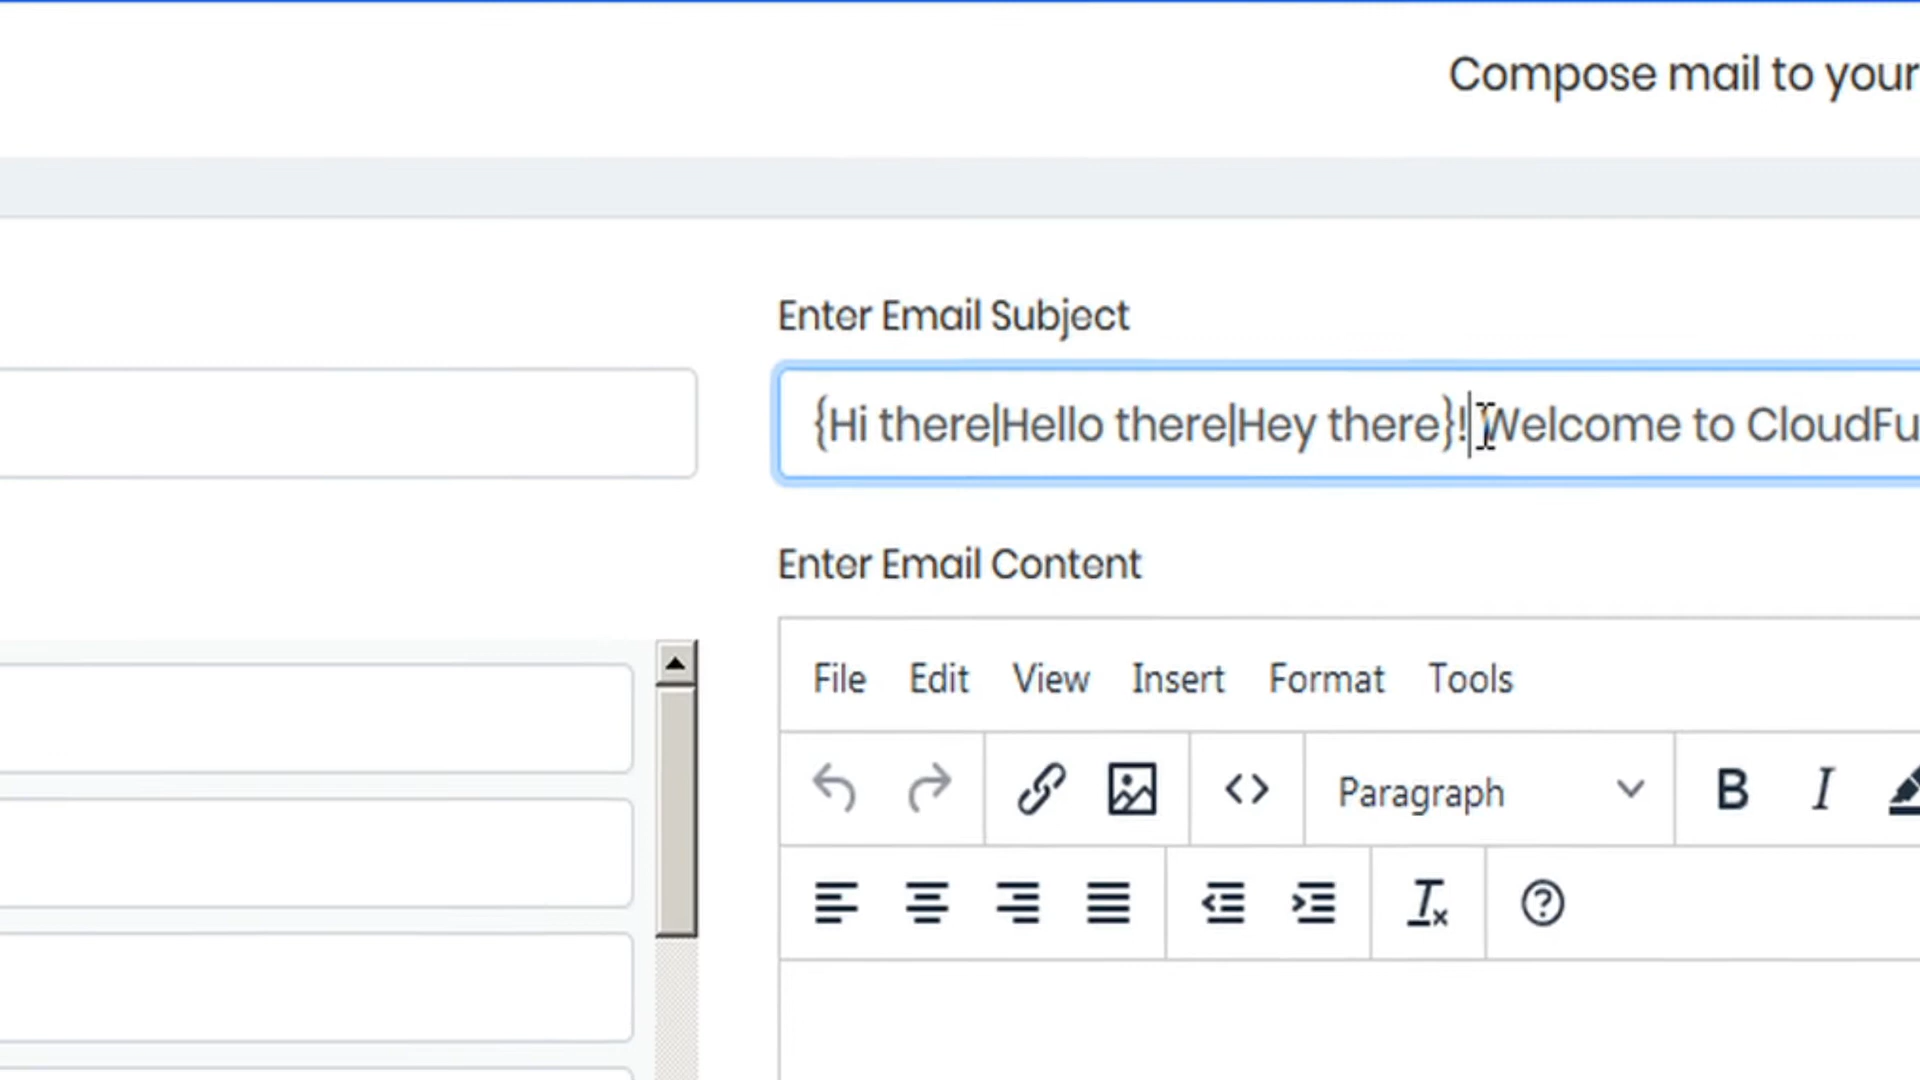 Compose mail to your
Enter Email Subject
{Hi there|Hello there|Hey there}! Welcome to CloudFu
Enter Email Content
File Edit View Insert Format Tools
Paragraph B I